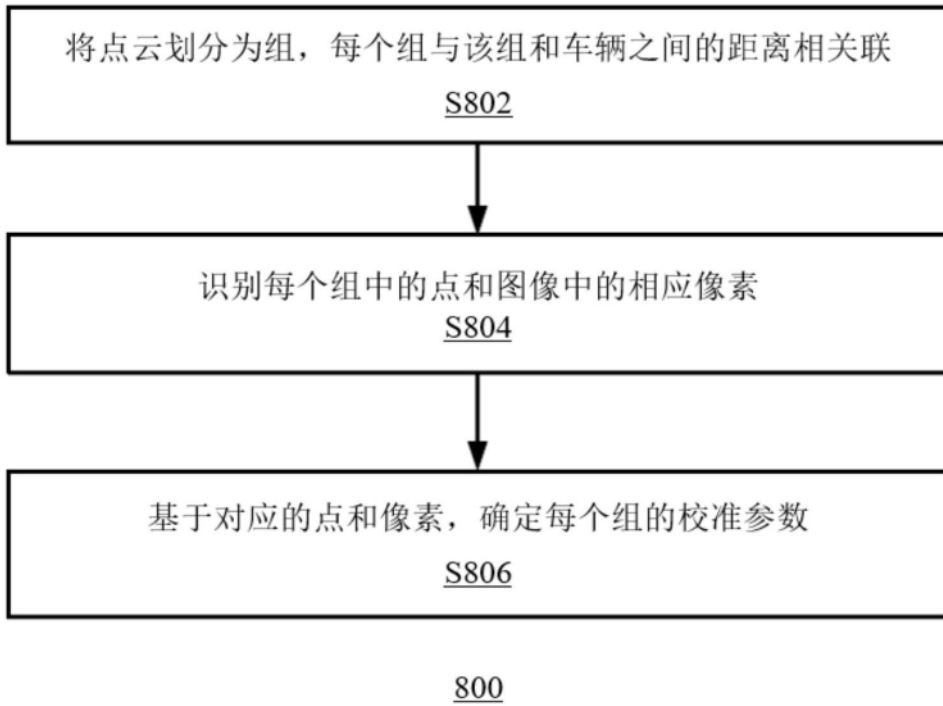 将点云划分为组，每个组与该组和车辆之间的距离相关联
S802
识别每个组中的点和图像中的相应像素
S804
基于对应的点和像素，确定每个组的校准参数
S806
800